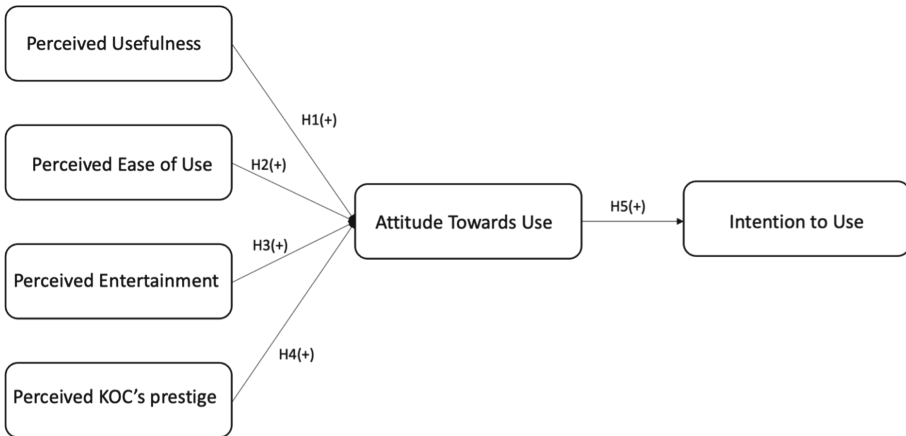 Perceived Usefulness
H1(+)
Perceived Ease of Use
H2(+)
Attitude Towards Use
H5(+)
Intention to Use
H3(+)
Perceived Entertainment
H4(+)
Perceived KOC's prestige